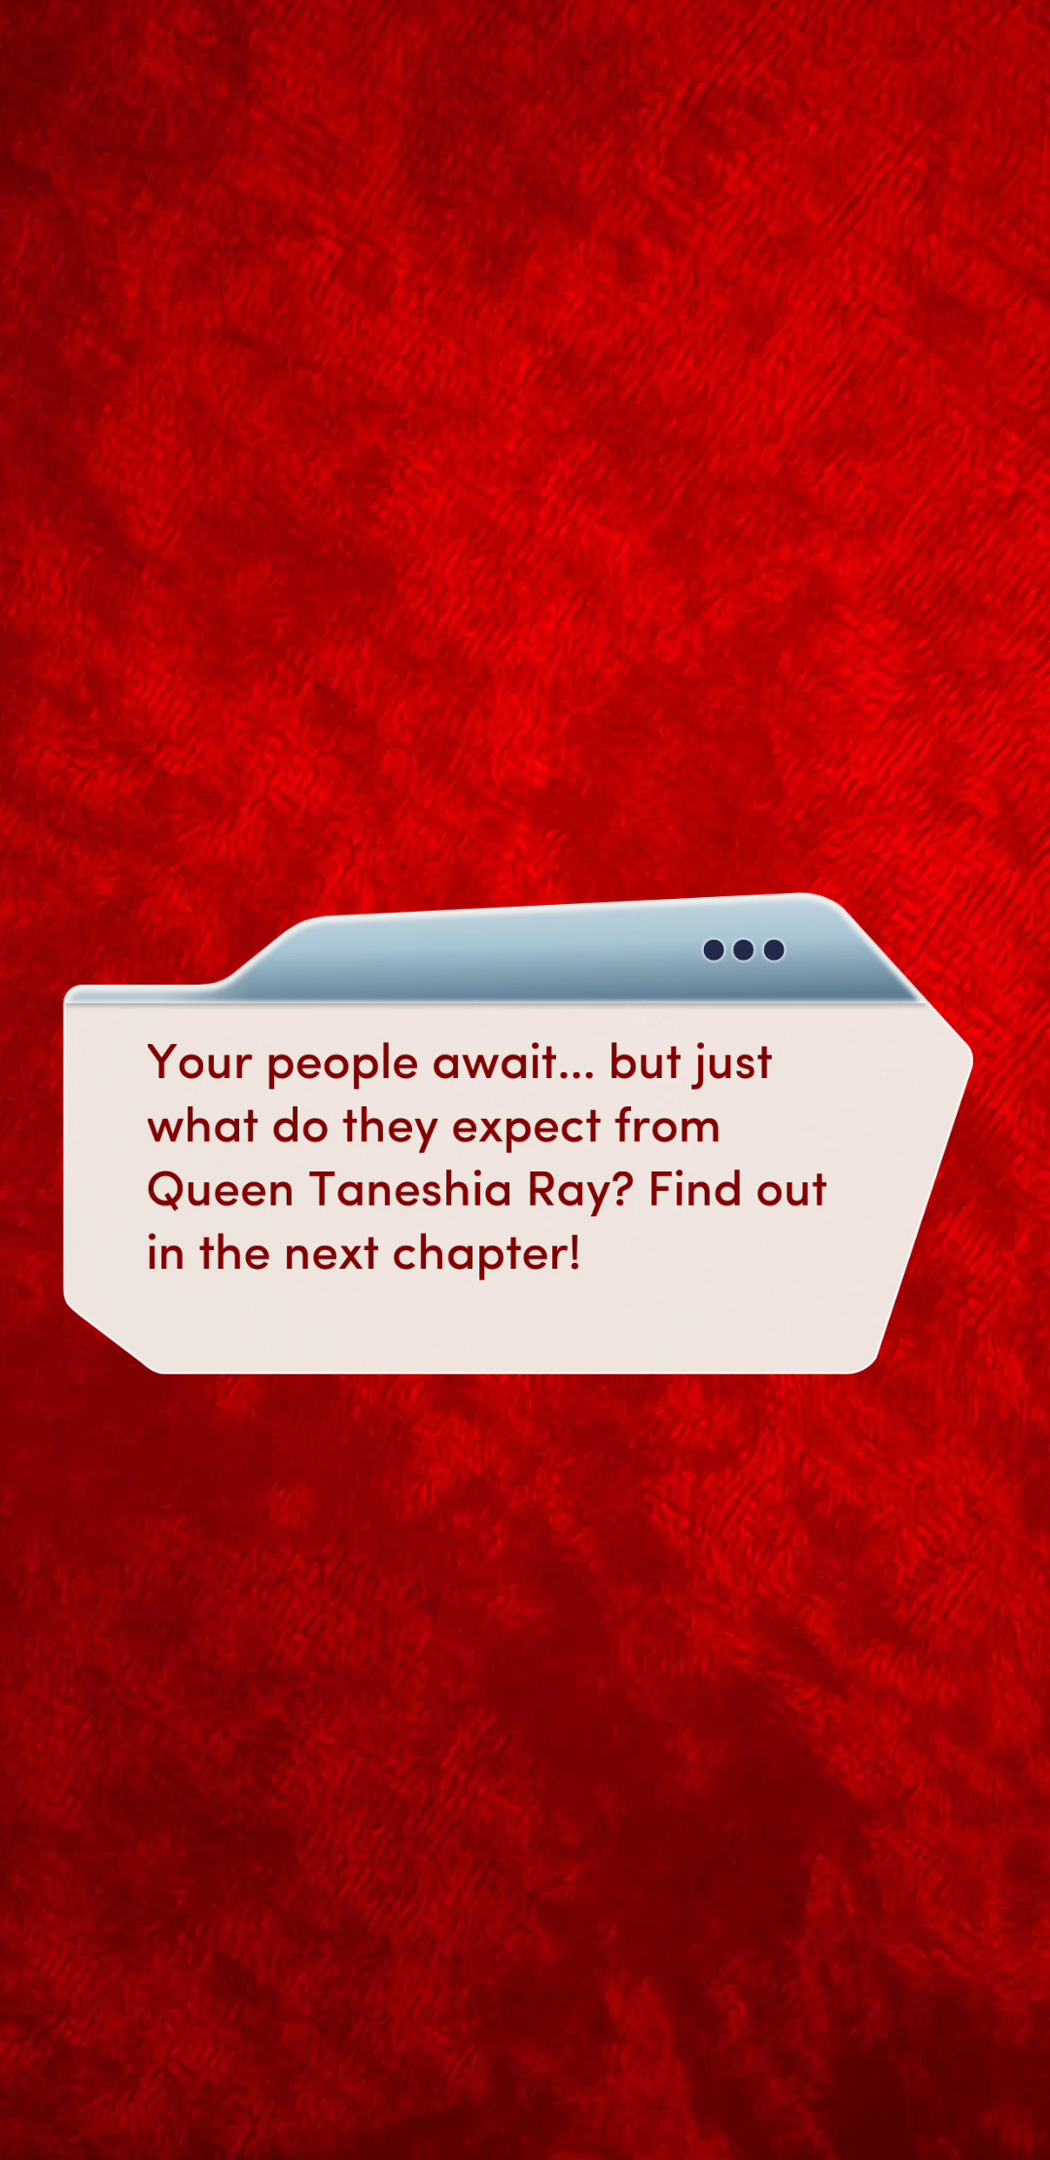 Your people await... but just
what do they expect from
Queen Taneshia Ray? Find out
in the next chapter!